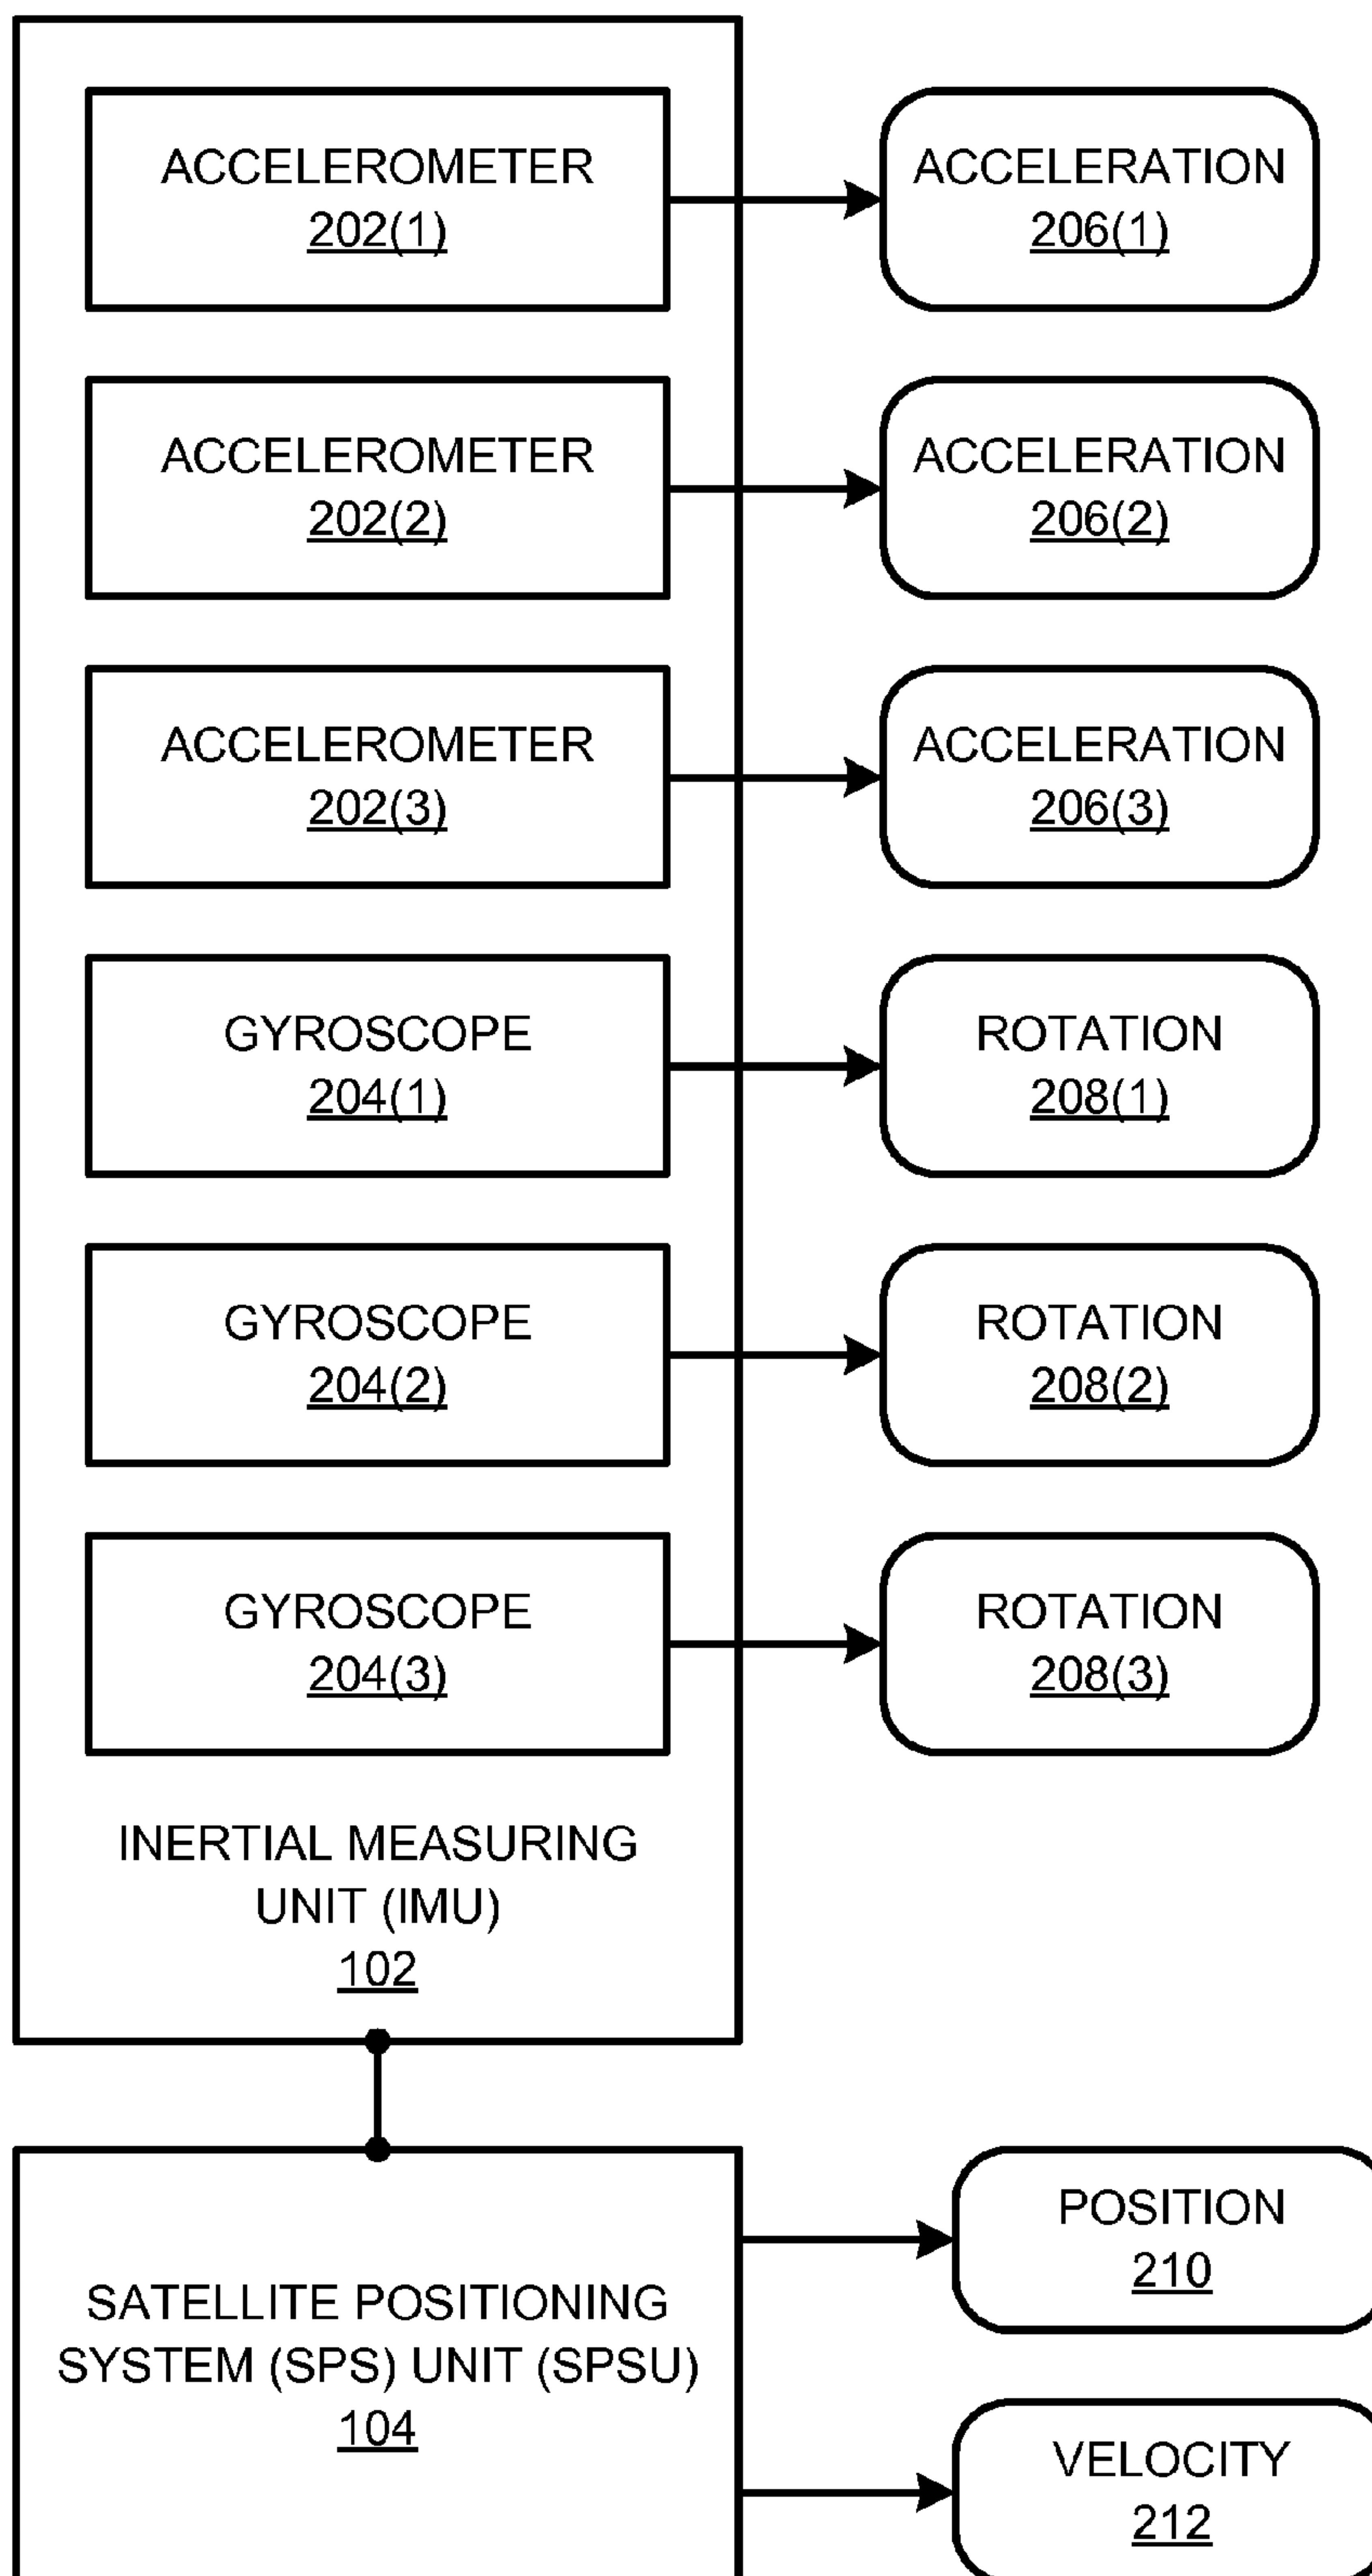 ACCELEROMETER
202(1)
ACCELERATION
206(1)
ACCELEROMETER
202(2)
ACCELERATION
206(2)
ACCELEROMETER
202(3)
ACCELERATION
206(3)
GYROSCOPE
204(1)
ROTATION
208(1)
GYROSCOPE
204(2)
ROTATION
208(2)
GYROSCOPE
204(3)
ROTATION
208(3)
INERTIAL MEASURING
UNIT (IMU)
102
SATELLITE POSITIONING
SYSTEM (SPS) UNIT (SPSU)
104
POSITION
210
VELOCITY
212